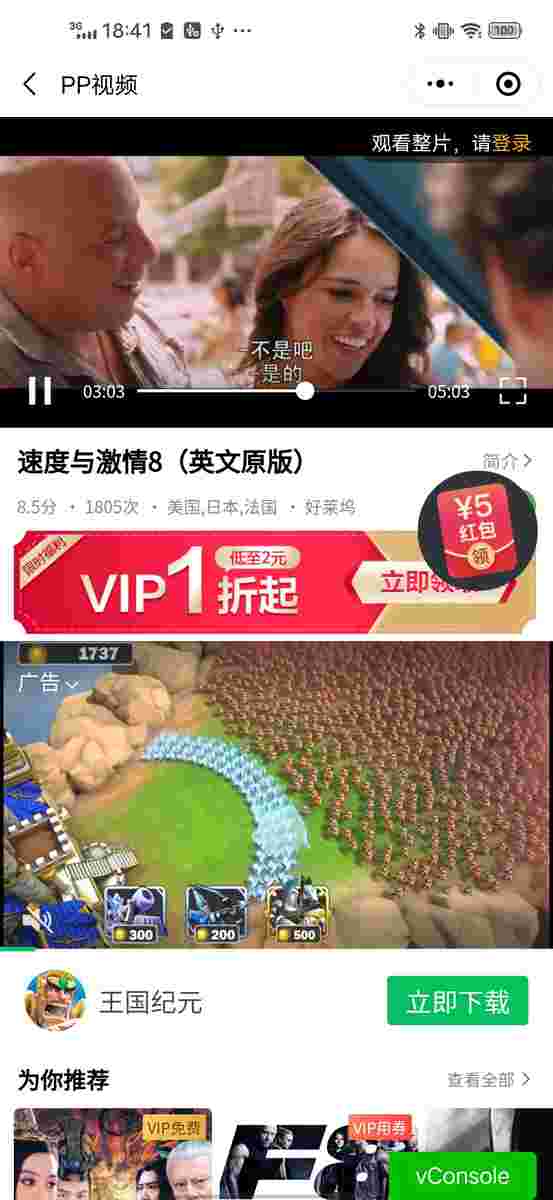 3G 18:41 100
PP视频
观看整片，请登录
-不是吧
-是的
03:03 05:03
速度与激情8（英文原版）
简介
8.5分 · 1805次 · 美国,日本,法国 · 好莱坞
¥5
红包
领
限时福利
VIP1折起
低至2元
立即领
1737
广告
300 200 500
王国纪元
立即下载
为你推荐
查看全部
VIP免费
VIP用券
F8
vConsole